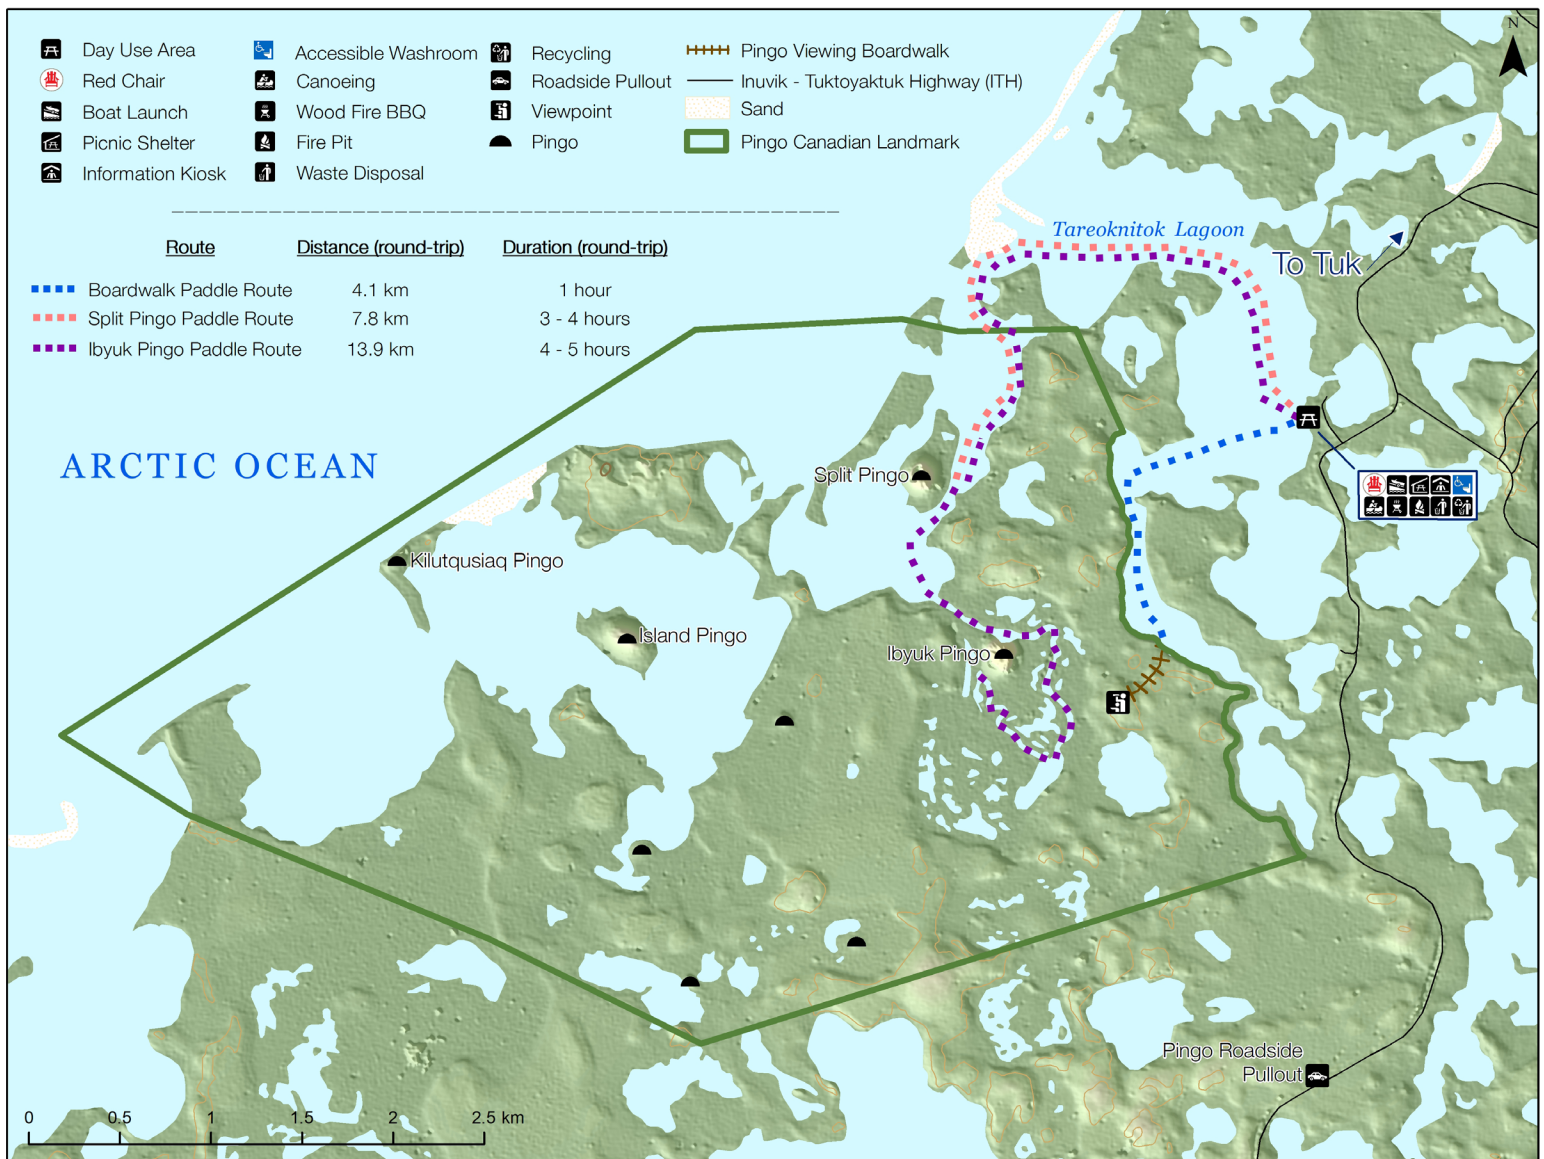 Day Use Area
Red Chair
Boat Launch
Picnic Shelter
Information Kiosk
Accessible Washroom
Canoeing
Wood Fire BBQ
Fire Pit
Waste Disposal
Recycling
Roadside Pullout
Viewpoint
Pingo
Pingo Viewing Boardwalk
Inuvik - Tuktoyaktuk Highway (ITH)
Sand
Pingo Canadian Landmark
N
Route Distance (round-trip) Duration (round-trip)
Boardwalk Paddle Route 4.1 km 1 hour
Split Pingo Paddle Route 7.8 km 3 - 4 hours
Ibyuk Pingo Paddle Route 13.9 km 4 - 5 hours
Tareoknitok Lagoon
To Tuk
ARCTIC OCEAN
Split Pingo
Kilutqusiaq Pingo
Island Pingo
Ibyuk Pingo
Pingo Roadside
Pullout
0 0.5 1 1.5 2 2.5 km